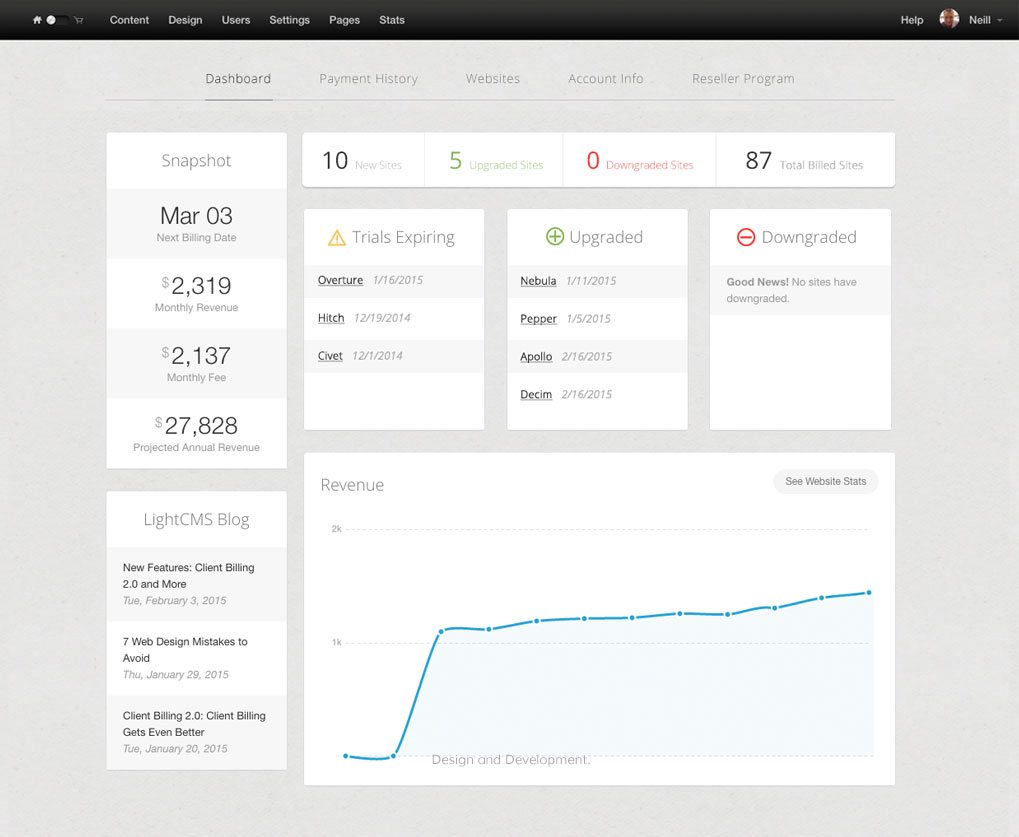 Content Design Users Settings Pages Stats Help Neill
Dashboard Payment History Websites Account Info Reseller Program
Snapshot
Mar 03
Next Billing Date
$2,319
Monthly Revenue
$2,137
Monthly Fee
$27,828
Projected Annual Revenue
LightCMS Blog
New Features: Client Billing
2.0 and More
Tue, February 3, 2015
7 Web Design Mistakes to
Avoid
Thu, January 29, 2015
Client Billing 2.0: Client Billing
Gets Even Better
Tue, January 20, 2015
10 New Sites 5 Upgraded Sites 0 Downgraded Sites 87 Total Billed Sites
Trials Expiring
Overture 1/16/2015
Hitch 12/19/2014
Civet 12/1/2014
Upgraded
Nebula 1/11/2015
Pepper 1/5/2015
Apollo 2/16/2015
Decim 2/16/2015
Downgraded
Good News! No sites have
downgraded.
Revenue
See Website Stats
2k
1k
Design and Development.